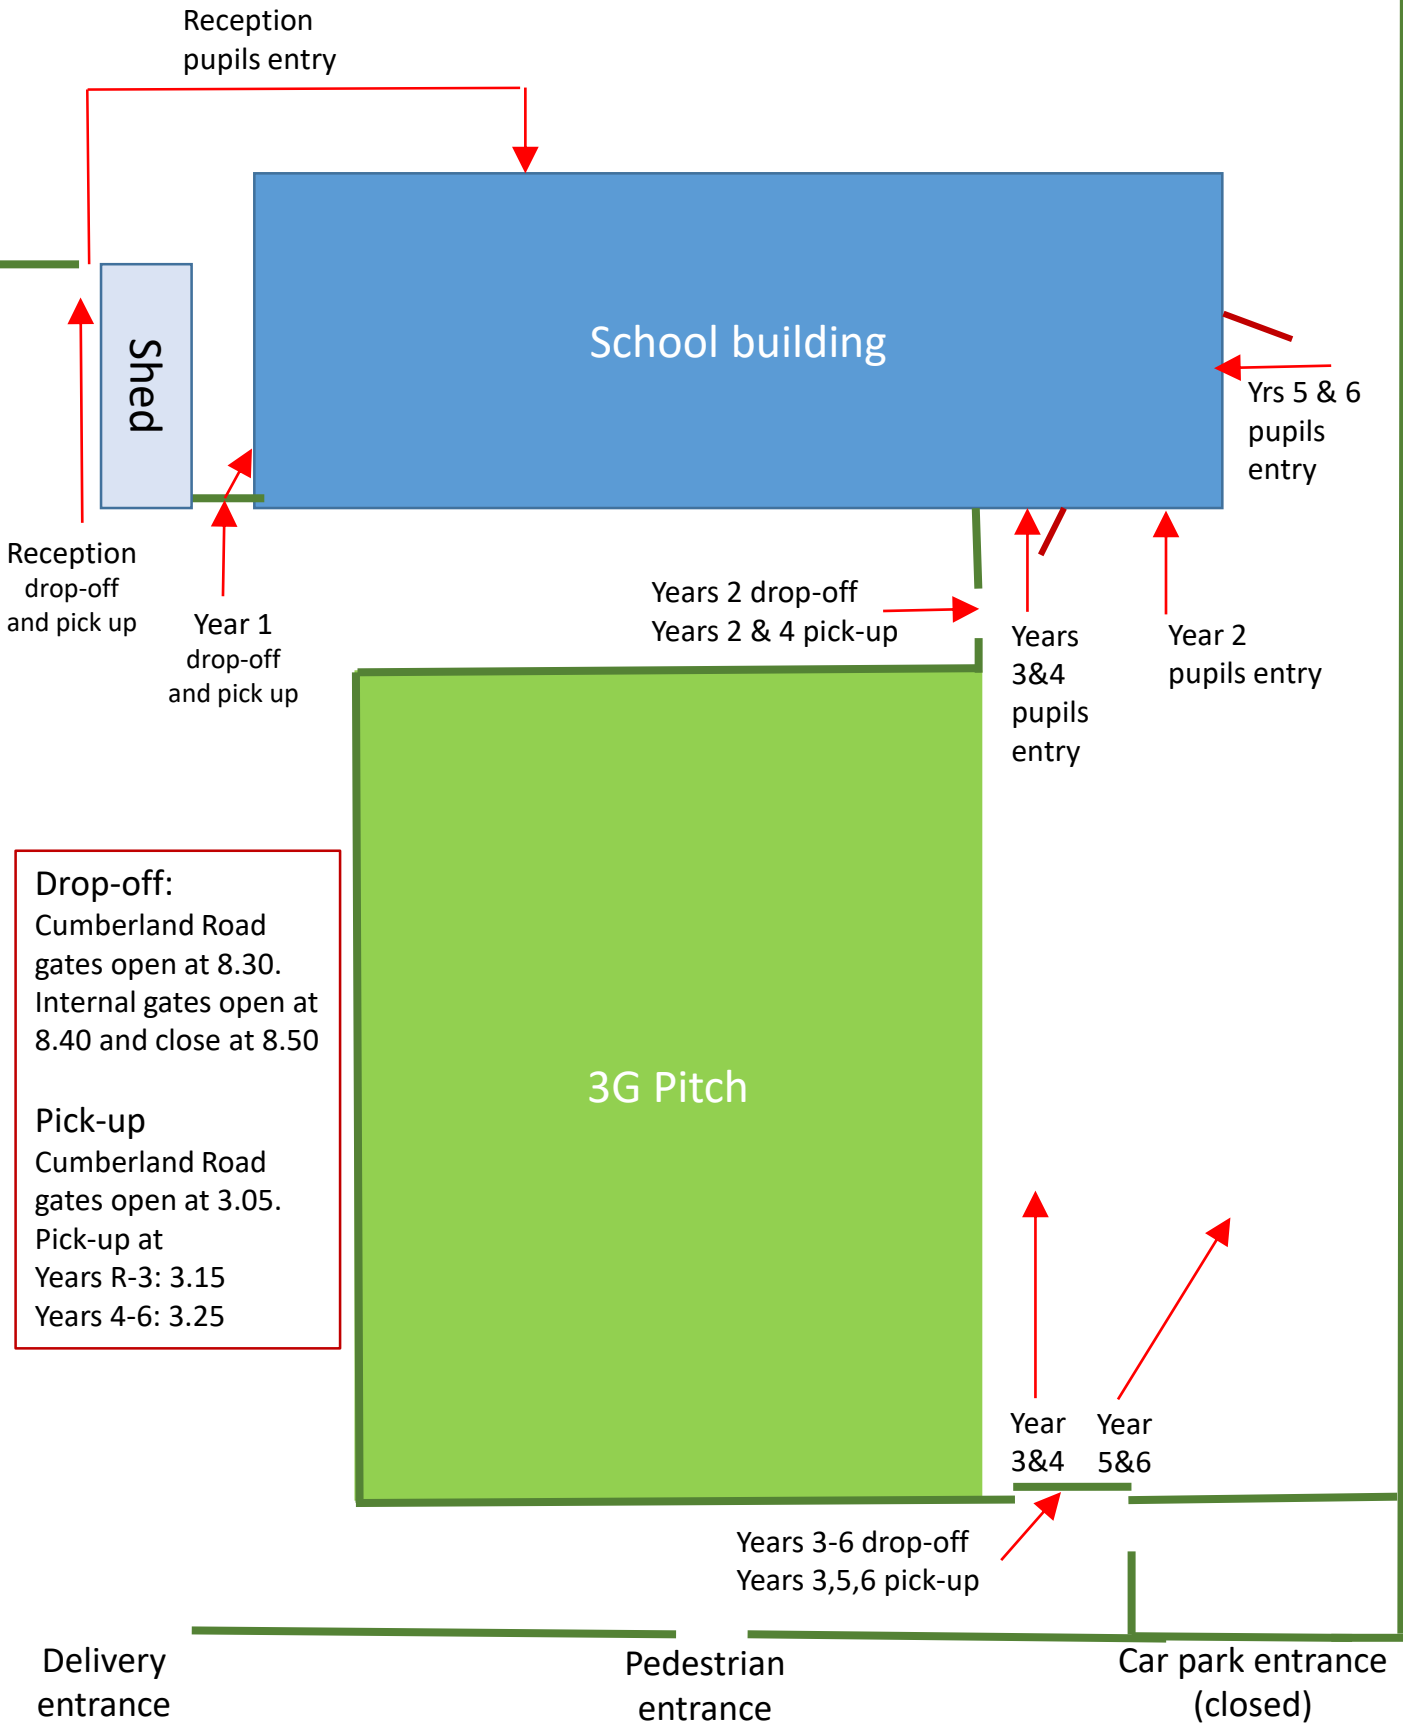 Reception
pupils entry
School building
Shed
Yrs 5 & 6
pupils
entry
Reception
drop-off
and pick up
Year 1
drop-off
and pick up
Years 2 drop-off
Years 2 & 4 pick-up
Years
3&4
pupils
entry
Year 2
pupils entry
Drop-off:
Cumberland Road
gates open at 8.30.
Internal gates open at
8.40 and close at 8.50
Pick-up
Cumberland Road
gates open at 3.05.
Pick-up at
Years R-3: 3.15
Years 4-6: 3.25
3G Pitch
Year
3&4
Year
5&6
Years 3-6 drop-off
Years 3,5,6 pick-up
Delivery
entrance
Pedestrian
entrance
Car park entrance
(closed)